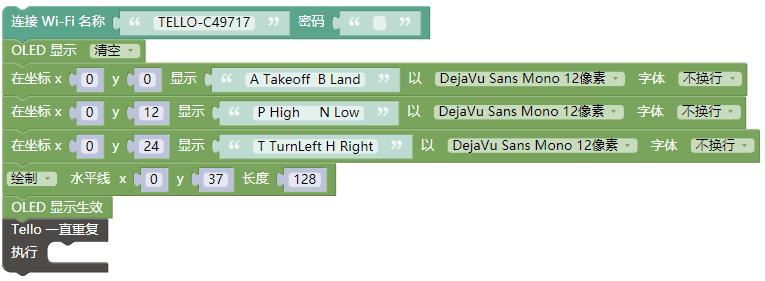 连接 Wi-Fi 名称 “ TELLO-C49717 ” 密码 “ ”
OLED 显示 清空
在坐标 x 0 y 0 显示 “ A Takeoff B Land ” 以 DejaVu Sans Mono 12像素 字体 不换行
在坐标 x 0 y 12 显示 “ P High N Low ” 以 DejaVu Sans Mono 12像素 字体 不换行
在坐标 x 0 y 24 显示 “ T TurnLeft H Right ” 以 DejaVu Sans Mono 12像素 字体 不换行
绘制 水平线 x 0 y 37 长度 128
OLED 显示生效
Tello 一直重复
执行